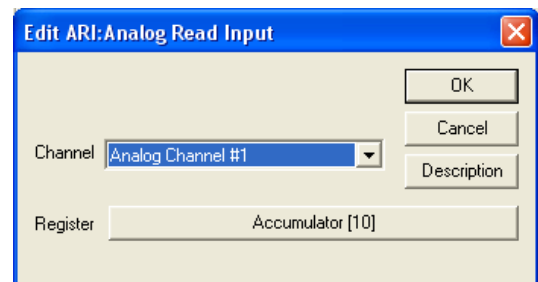 Edit ARI:Analog Read Input
OK
Cancel
Channel Analog Channel #1
Description
Register Accumulator [10]